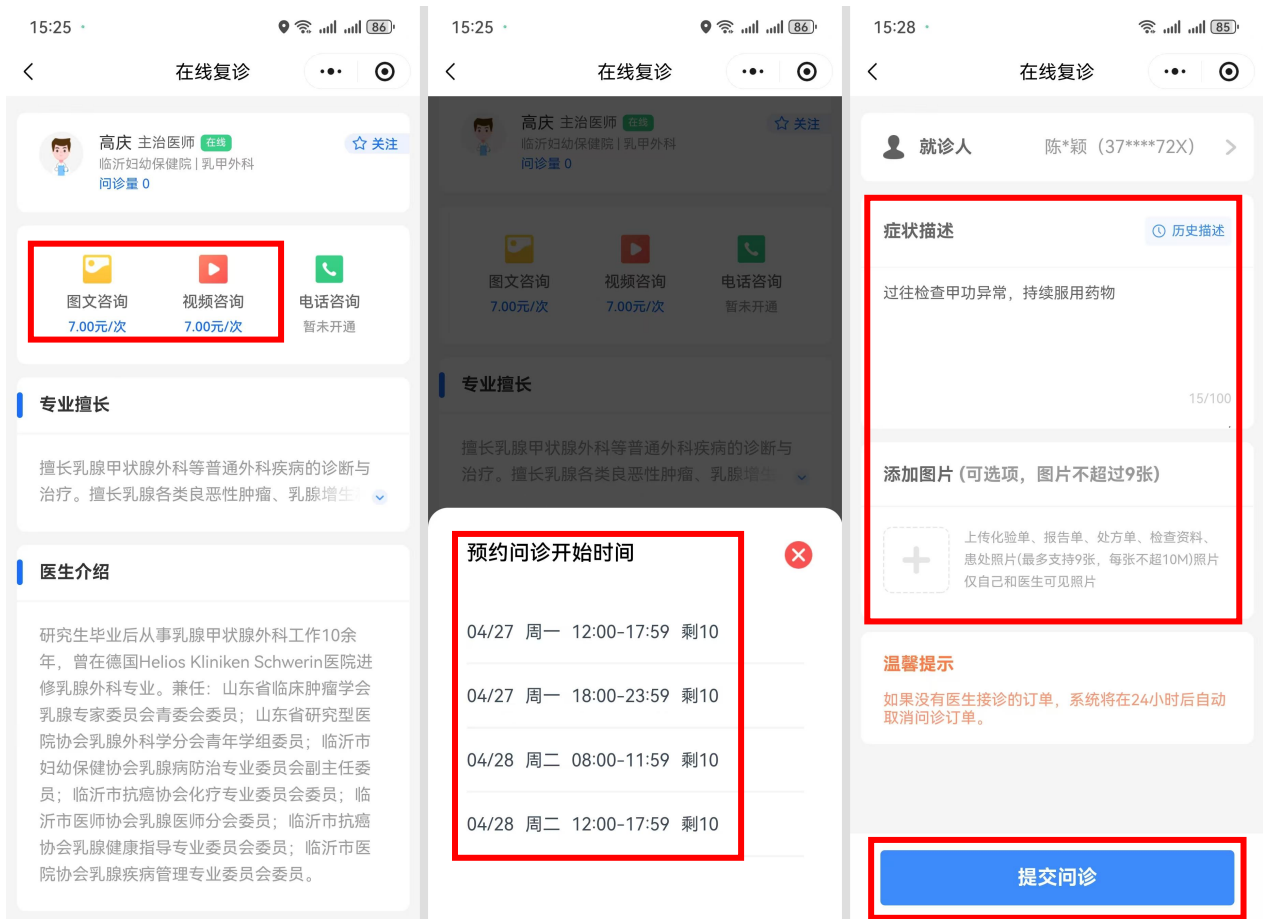 15:25
86
在线复诊
高庆 主治医师 在线
关注
临沂妇幼保健院 | 乳甲外科
问诊量 0
图文咨询 视频咨询 电话咨询
7.00元/次 7.00元/次 暂未开通
专业擅长
擅长乳腺甲状腺外科等普通外科疾病的诊断与
治疗。擅长乳腺各类良恶性肿瘤、乳腺增生
医生介绍
研究生毕业后从事乳腺甲状腺外科工作10余
年，曾在德国Helios Kliniken Schwerin医院进
修乳腺外科专业。兼任：山东省临床肿瘤学会
乳腺专家委员会青委会委员；山东省研究型医
院协会乳腺外科学分会青年学组委员；临沂市
妇幼保健协会乳腺病防治专业委员会副主任委
员；临沂市抗癌协会化疗专业委员会委员；临
沂市医师协会乳腺医师分会委员；临沂市抗癌
协会乳腺健康指导专业委员会委员；临沂市医
院协会乳腺疾病管理专业委员会委员。
15:25
86
在线复诊
高庆 主治医师 在线
关注
临沂妇幼保健院 | 乳甲外科
问诊量 0
图文咨询 视频咨询 电话咨询
7.00元/次 7.00元/次 暂未开通
专业擅长
擅长乳腺甲状腺外科等普通外科疾病的诊断与
治疗。擅长乳腺各类良恶性肿瘤、乳腺增生
预约问诊开始时间
04/27 周一 12:00-17:59 剩10
04/27 周一 18:00-23:59 剩10
04/28 周二 08:00-11:59 剩10
04/28 周二 12:00-17:59 剩10
15:28
85
在线复诊
就诊人 陈*颖（37****72X）
症状描述
历史描述
过往检查甲功异常，持续服用药物
15/100
添加图片 (可选项，图片不超过9张)
上传化验单、报告单、处方单、检查资料、
患处照片(最多支持9张，每张不超10M)照片
仅自己和医生可见照片
温馨提示
如果没有医生接诊的订单，系统将在24小时后自动
取消问诊订单。
提交问诊